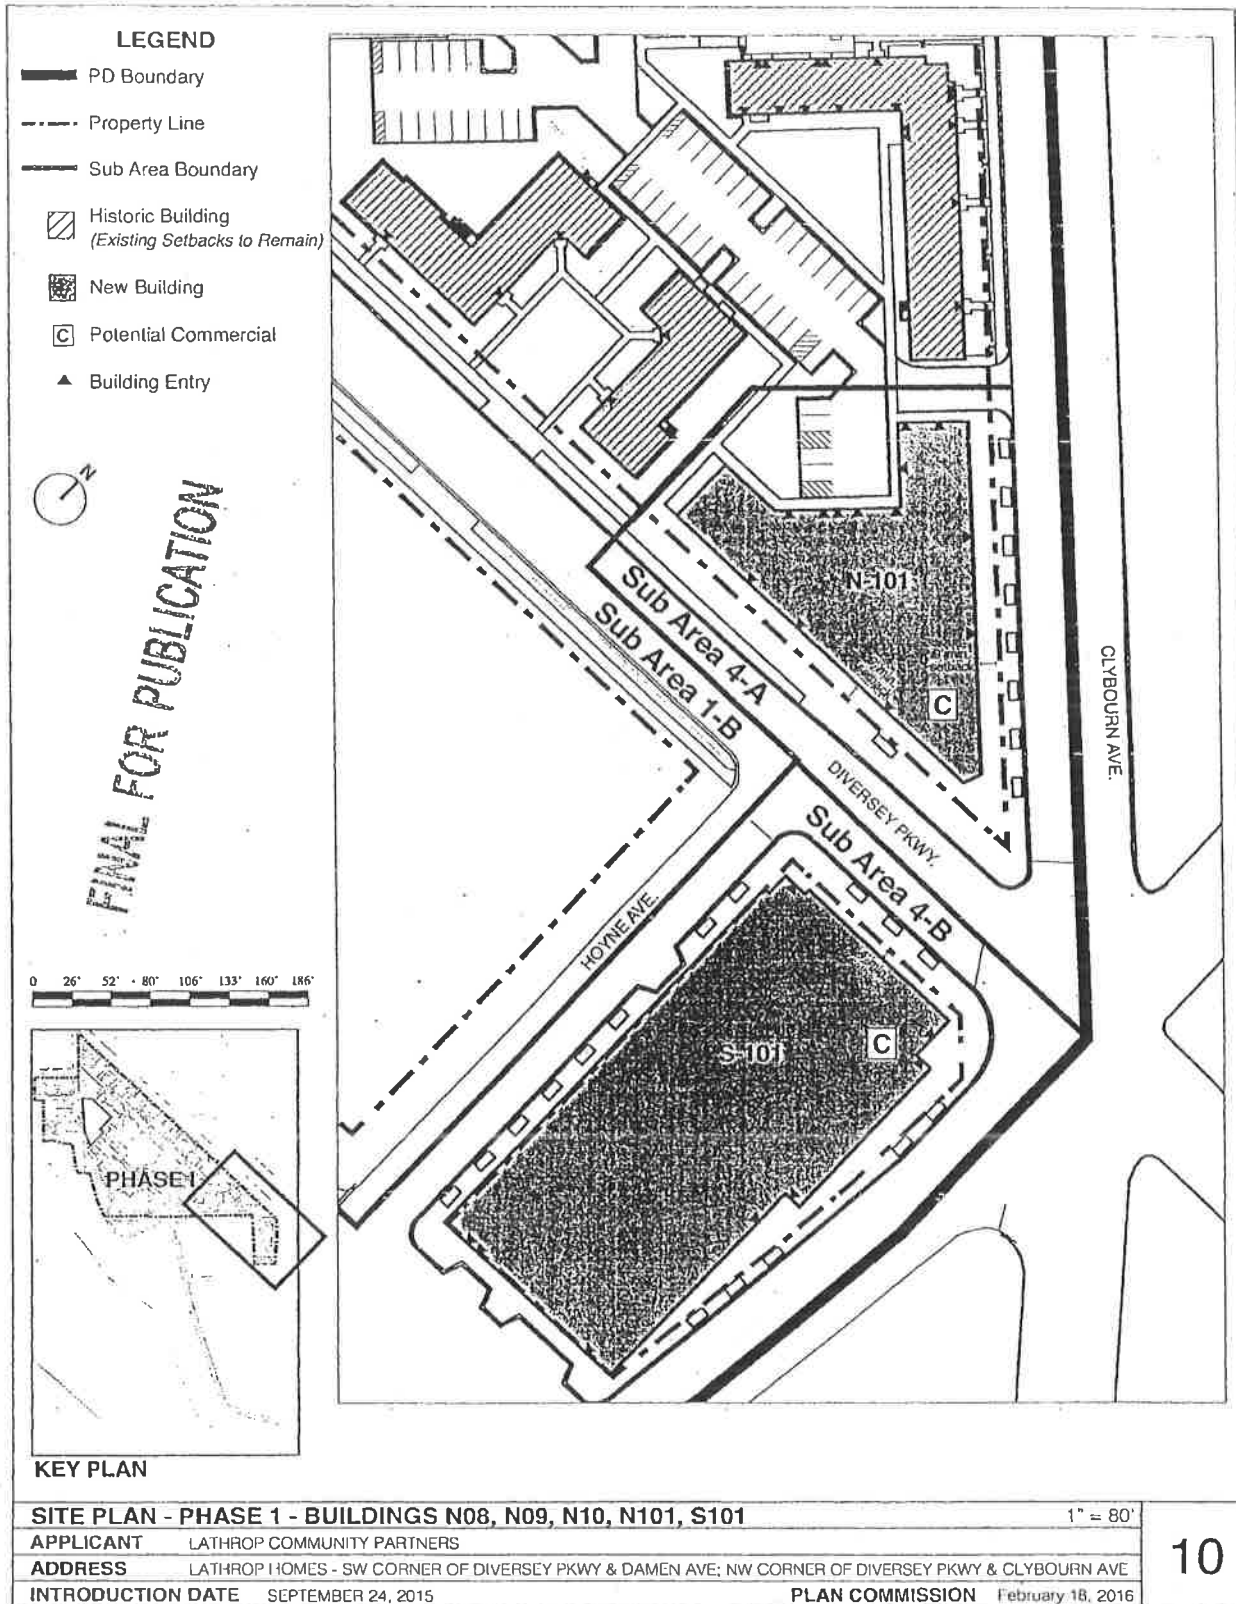 LEGEND
PD Boundary
Property Line
Sub Area Boundary
Historic Building
(Existing Setbacks to Remain)
New Building
C Potential Commercial
Building Entry
N
FINAL FOR PUBLICATION
0 26' 52' 80' 106' 133' 160' 186'
PHASE I
KEY PLAN
N-101
C
Sub Area 4-A
Sub Area 1-B
CLYBOURN AVE.
DIVERSEY PKWY.
Sub Area 4-B
HOYNE AVE.
S-101
C
SITE PLAN - PHASE 1 - BUILDINGS N08, N09, N10, N101, S101 1" = 80'
APPLICANT LATHROP COMMUNITY PARTNERS
ADDRESS LATHROP HOMES - SW CORNER OF DIVERSEY PKWY & DAMEN AVE; NW CORNER OF DIVERSEY PKWY & CLYBOURN AVE
INTRODUCTION DATE SEPTEMBER 24, 2015 PLAN COMMISSION February 18, 2016
10